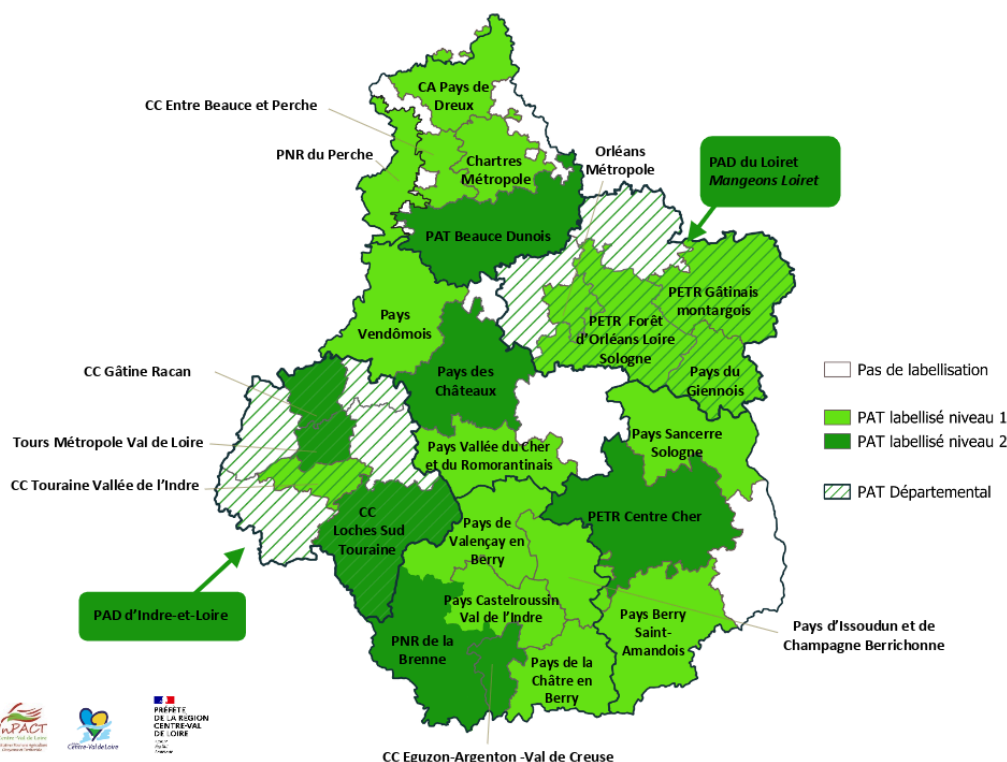 CA Pays de
Dreux
CC Entre Beauce et Perche
PNR du Perche
Chartres
Métropole
Orléans
Métropole
PAD du Loiret
Mangeons Loiret
PAT Beauce Dunois
PETR Gâtinais
montargois
Pays
Vendômois
PETR Forêt
d'Orléans Loire
Sologne
Pays du
Giennois
CC Gâtine Racan
Pays des
Châteaux
Pas de labellisation
PAT labellisé niveau 1
PAT labellisé niveau 2
PAT Départemental
Tours Métropole Val de Loire
Pays Vallée du Cher
et du Romorantinais
Pays Sancerre
Sologne
CC Touraine Vallée de l'Indre
CC
Loches Sud
Touraine
Pays de
Valençay en
Berry
PETR Centre Cher
PAD d'Indre-et-Loire
Pays Castelroussin
Val de l'Indre
Pays Berry
Saint-
Amandois
Pays d'Issoudun et de
Champagne Berrichonne
PNR de la
Brenne
Pays de la
Châtre en
Berry
InPACT
Centre-Val de Loire
Centre-Val de Loire
PRÉFÈTE
DE LA RÉGION
CENTRE-VAL
DE LOIRE
CC Eguzon-Argenton -Val de Creuse